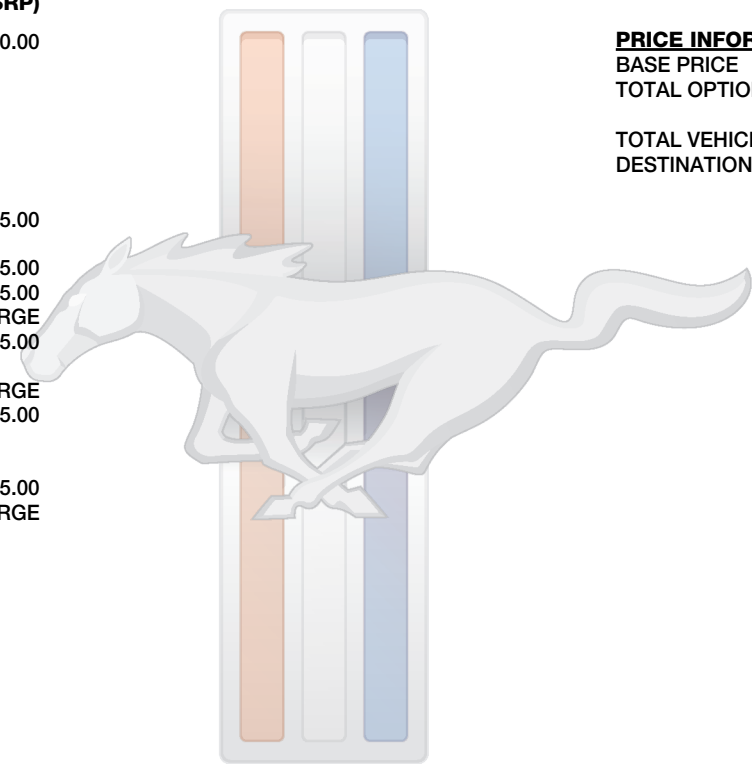 SRP)
0.00
5.00
5.00
5.00
RGE
5.00
RGE
5.00
5.00
RGE
PRICE INFOR
BASE PRICE
TOTAL OPTIO
TOTAL VEHIC
DESTINATION